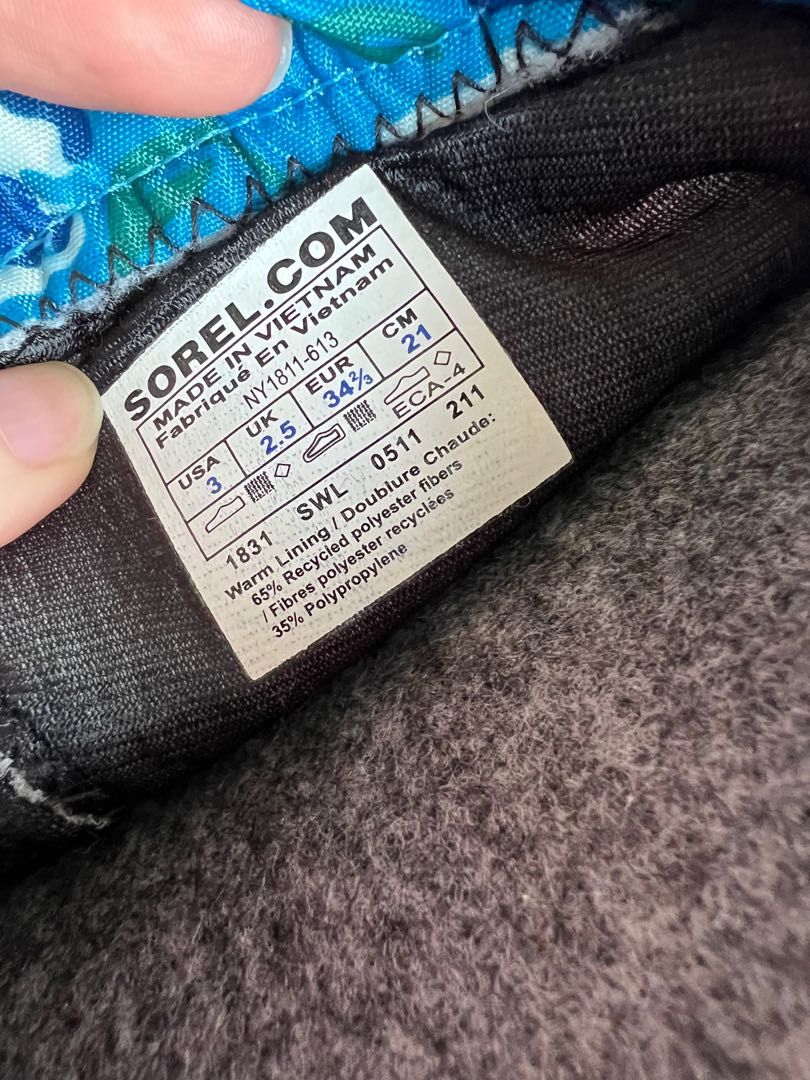 SOREL.COM
MADE IN VIETNAM
Fabriqué En Vietnam
NY1811-613
USA UK EUR CM
3 2.5 34⅔ 21
ECA-4
1831 SWL 0511 211
Warm Lining / Doublure Chaude:
65% Recycled polyester fibers
/ Fibres polyester recyclées
35% Polypropylene